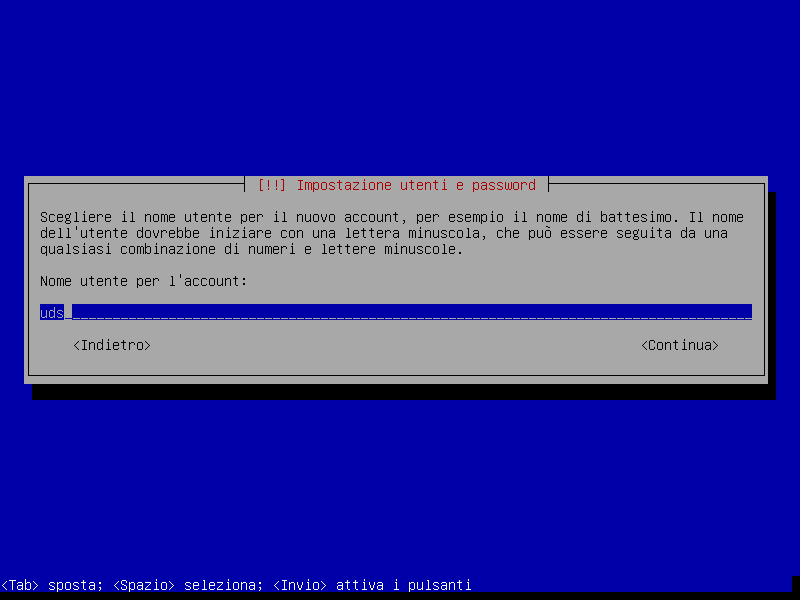 [!!] Impostazione utenti e password
Scegliere il nome utente per il nuovo account, per esempio il nome di battesimo. Il nome
dell'utente dovrebbe iniziare con una lettera minuscola, che può essere seguita da una
qualsiasi combinazione di numeri e lettere minuscole.
Nome utente per l'account:
uds
<Indietro> <Continua>
<Tab> sposta; <Spazio> seleziona; <Invio> attiva i pulsanti